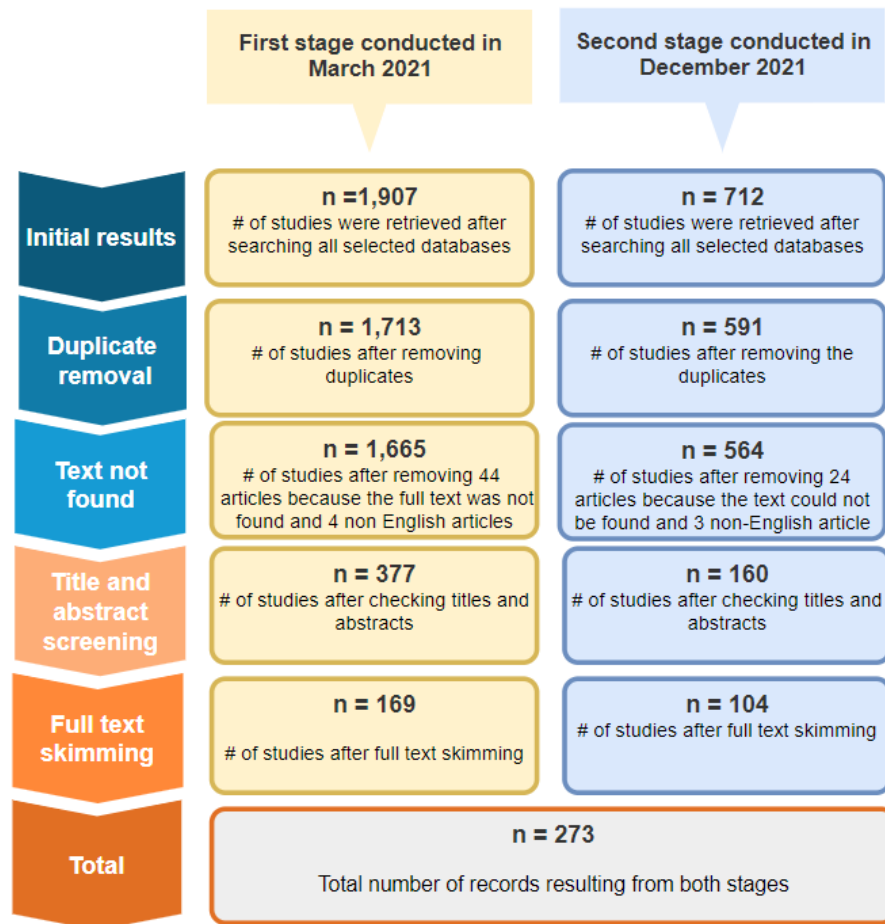 First stage conducted in
March 2021
Second stage conducted in
December 2021
Initial results
n =1,907
# of studies were retrieved after
searching all selected databases
n = 712
# of studies were retrieved after
searching all selected databases
Duplicate
removal
n = 1,713
# of studies after removing
duplicates
n = 591
# of studies after removing the
duplicates
Text not
found
n = 1,665
# of studies after removing 44
articles because the full text was not
found and 4 non English articles
n = 564
# of studies after removing 24
articles because the text could not
be found and 3 non-English article
Title and
abstract
screening
n = 377
# of studies after checking titles and
abstracts
n = 160
# of studies after checking titles and
abstracts
Full text
skimming
n = 169
# of studies after full text skimming
n = 104
# of studies after full text skimming
Total
n = 273
Total number of records resulting from both stages